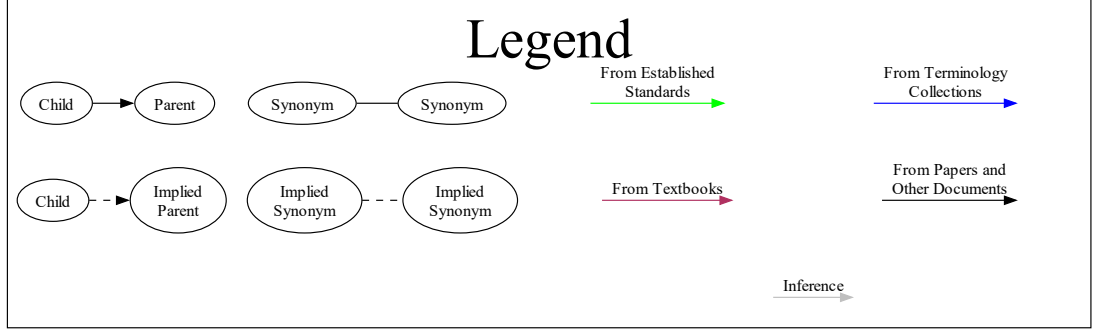 Legend
Child
Parent
Synonym
Synonym
From Established
Standards
From Terminology
Collections
Child
Implied
Parent
Implied
Synonym
Implied
Synonym
From Textbooks
From Papers and
Other Documents
Inference